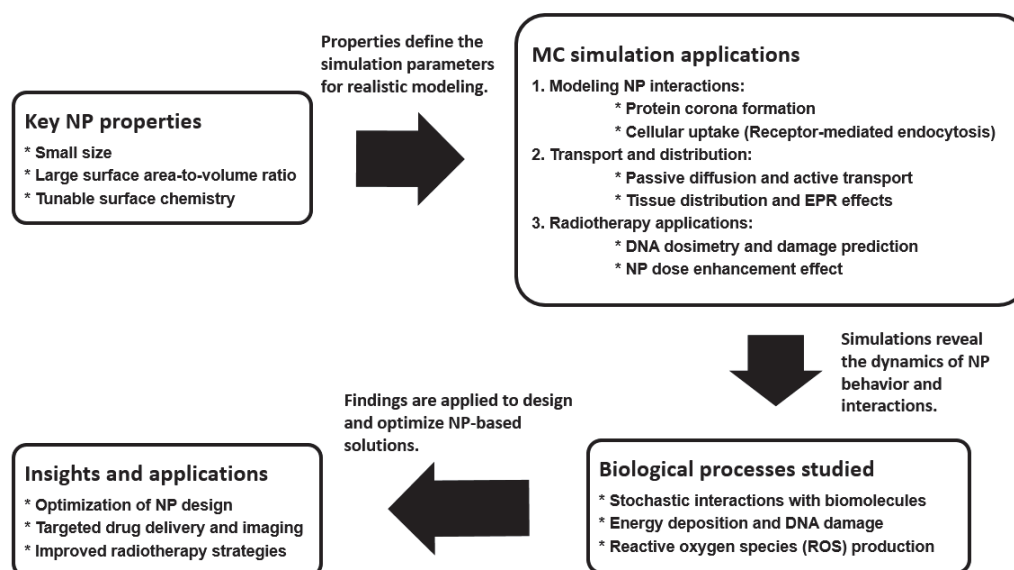 Properties define the
simulation parameters
for realistic modeling.
Key NP properties
* Small size
* Large surface area-to-volume ratio
* Tunable surface chemistry
MC simulation applications
1. Modeling NP interactions:
* Protein corona formation
* Cellular uptake (Receptor-mediated endocytosis)
2. Transport and distribution:
* Passive diffusion and active transport
* Tissue distribution and EPR effects
3. Radiotherapy applications:
* DNA dosimetry and damage prediction
* NP dose enhancement effect
Simulations reveal
the dynamics of NP
behavior and
interactions.
Biological processes studied
* Stochastic interactions with biomolecules
* Energy deposition and DNA damage
* Reactive oxygen species (ROS) production
Findings are applied to design
and optimize NP-based
solutions.
Insights and applications
* Optimization of NP design
* Targeted drug delivery and imaging
* Improved radiotherapy strategies